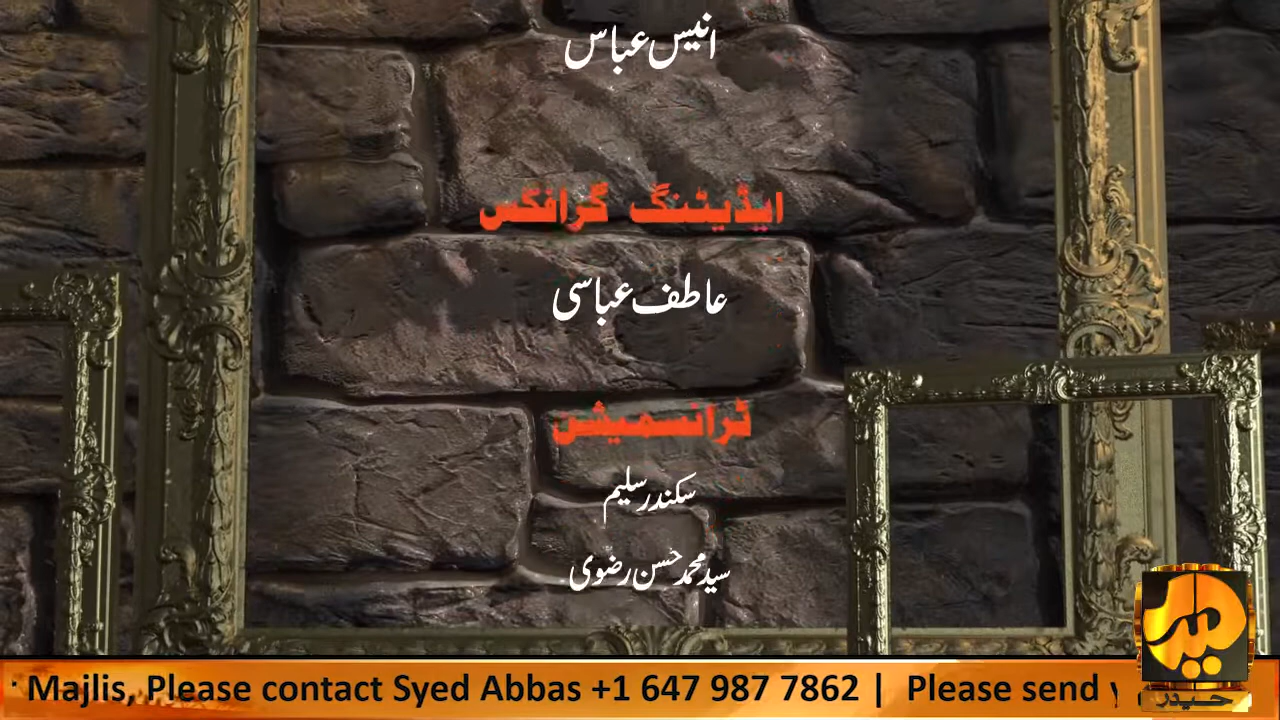 انیس عباس
ایڈیٹنگ گرافکس
عاطف عباسی
ٹرانسمیشن
سکندر سلیم
سید محمد حسن رضوی
Majlis, Please contact Syed Abbas +1 647 987 7862 | Please send
حیدر